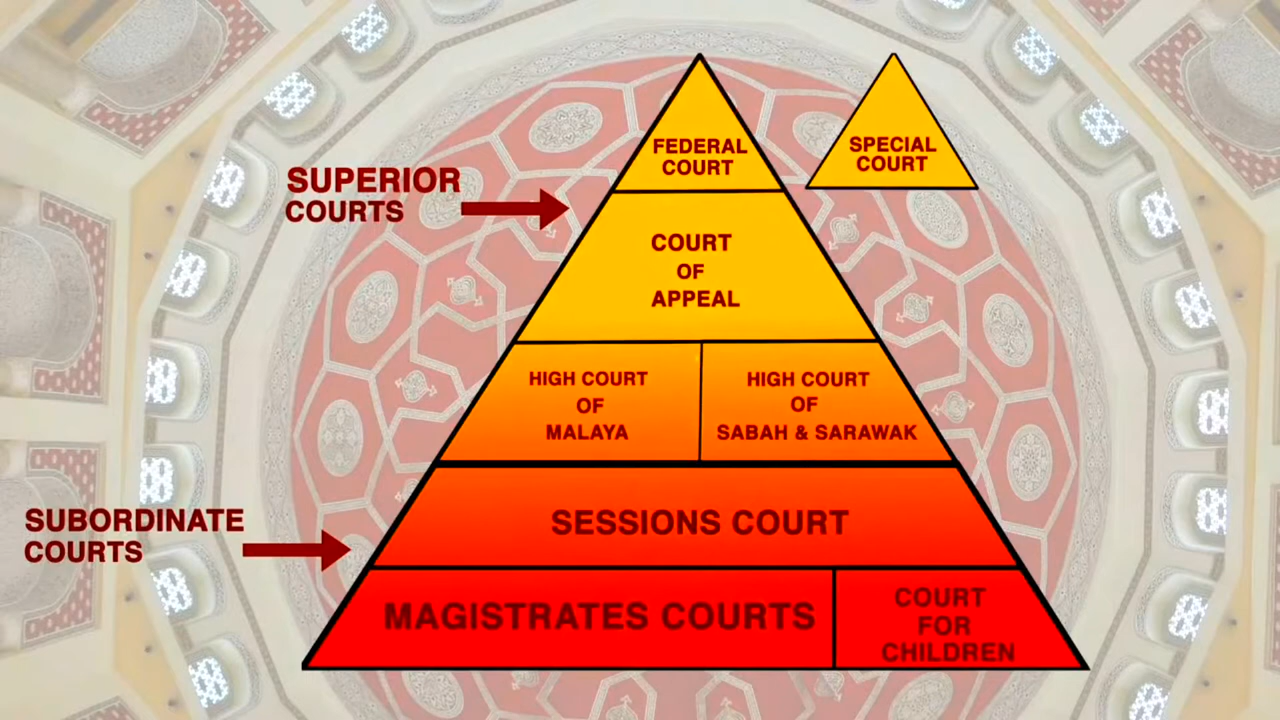 FEDERAL
COURT
SPECIAL
COURT
SUPERIOR
COURTS
COURT
OF
APPEAL
HIGH COURT
OF
MALAYA
HIGH COURT
OF
SABAH & SARAWAK
SUBORDINATE
COURTS
SESSIONS COURT
MAGISTRATES COURTS
COURT
FOR
CHILDREN